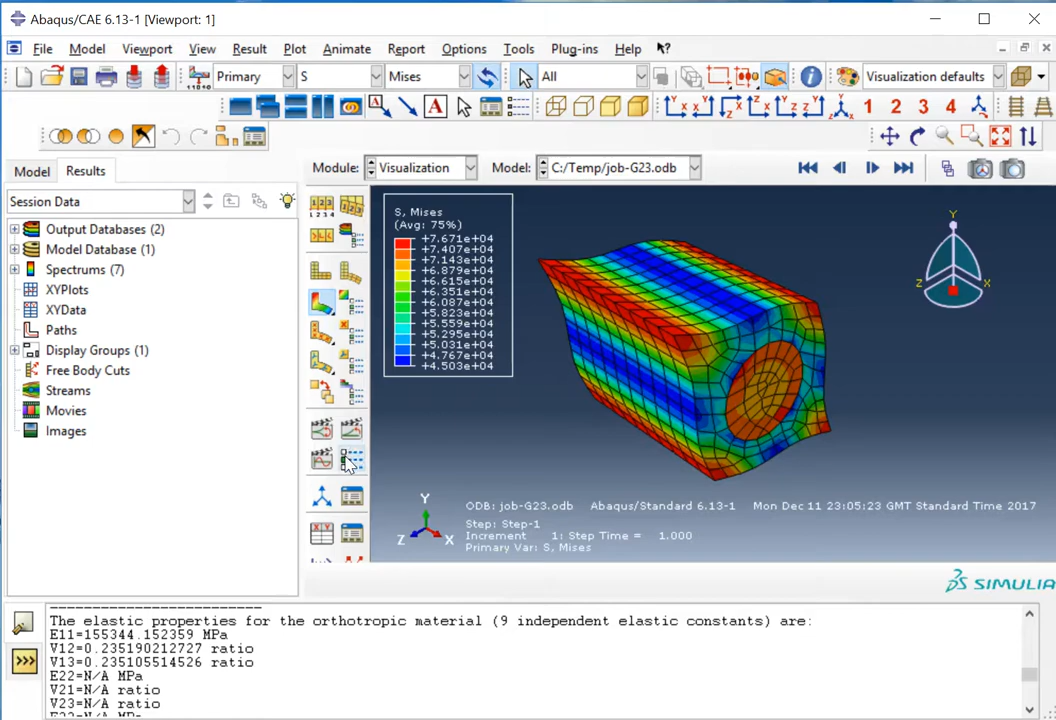 Abaqus/CAE 6.13-1 [Viewport: 1]
File Model Viewport View Result Plot Animate Report Options Tools Plug-ins Help
Primary S Mises All Visualization defaults
1 2 3 4
Model Results Module: Visualization Model: C:/Temp/job-G23.odb
Session Data
Output Databases (2)
Model Database (1)
Spectrums (7)
XYPlots
XYData
Paths
Display Groups (1)
Free Body Cuts
Streams
Movies
Images
S, Mises
(Avg: 75%)
+7.671e+04
+7.407e+04
+7.143e+04
+6.879e+04
+6.615e+04
+6.351e+04
+6.087e+04
+5.823e+04
+5.559e+04
+5.295e+04
+5.031e+04
+4.767e+04
+4.503e+04
Y
Z X
Y
Z X
ODB: job-G23.odb Abaqus/Standard 6.13-1 Mon Dec 11 23:05:23 GMT Standard Time 2017
Step: Step-1
Increment 1: Step Time = 1.000
Primary Var: S, Mises
SIMULIA
-------------------------
The elastic properties for the orthotropic material (9 independent elastic constants) are:
E11=155344.152359 MPa
V12=0.235190212727 ratio
V13=0.235105514526 ratio
E22=N/A MPa
V21=N/A ratio
V23=N/A ratio